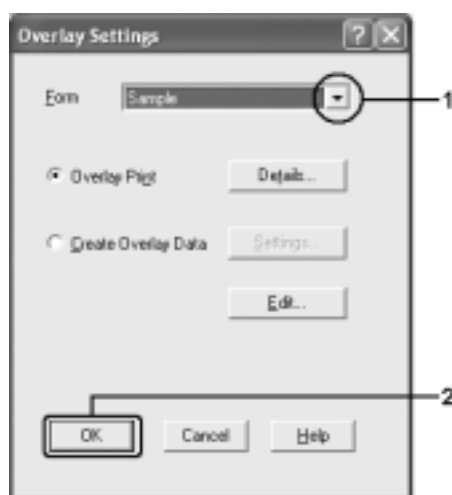 Overlay Settings
Form Sample 1
Overlay Print Details...
Create Overlay Data Settings...
Edit...
2
OK Cancel Help